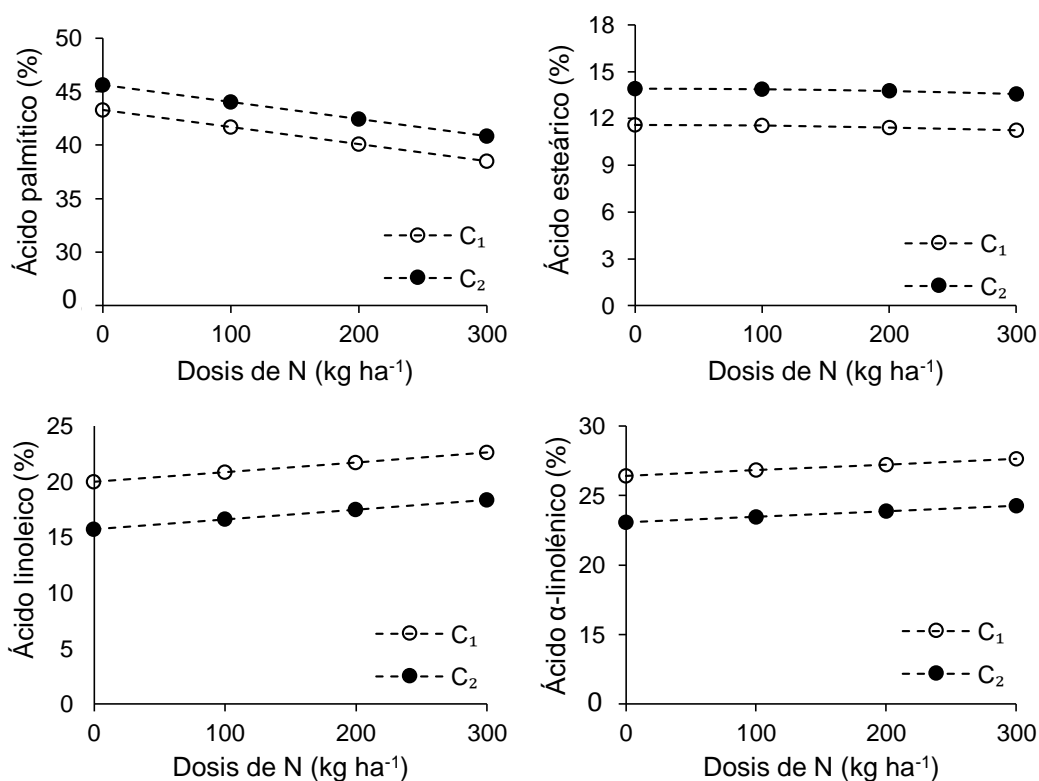 Ácido palmítico (%)
50
45
40
35
30
0
C₁
C₂
0 100 200 300
Dosis de N (kg ha⁻¹)
Ácido esteárico (%)
18
15
12
9
6
3
0
C₁
C₂
0 100 200 300
Dosis de N (kg ha⁻¹)
Ácido linoleico (%)
25
20
15
10
5
0
C₁
C₂
0 100 200 300
Dosis de N (kg ha⁻¹)
Ácido α-linolénico (%)
30
25
20
15
0
C₁
C₂
0 100 200 300
Dosis de N (kg ha⁻¹)